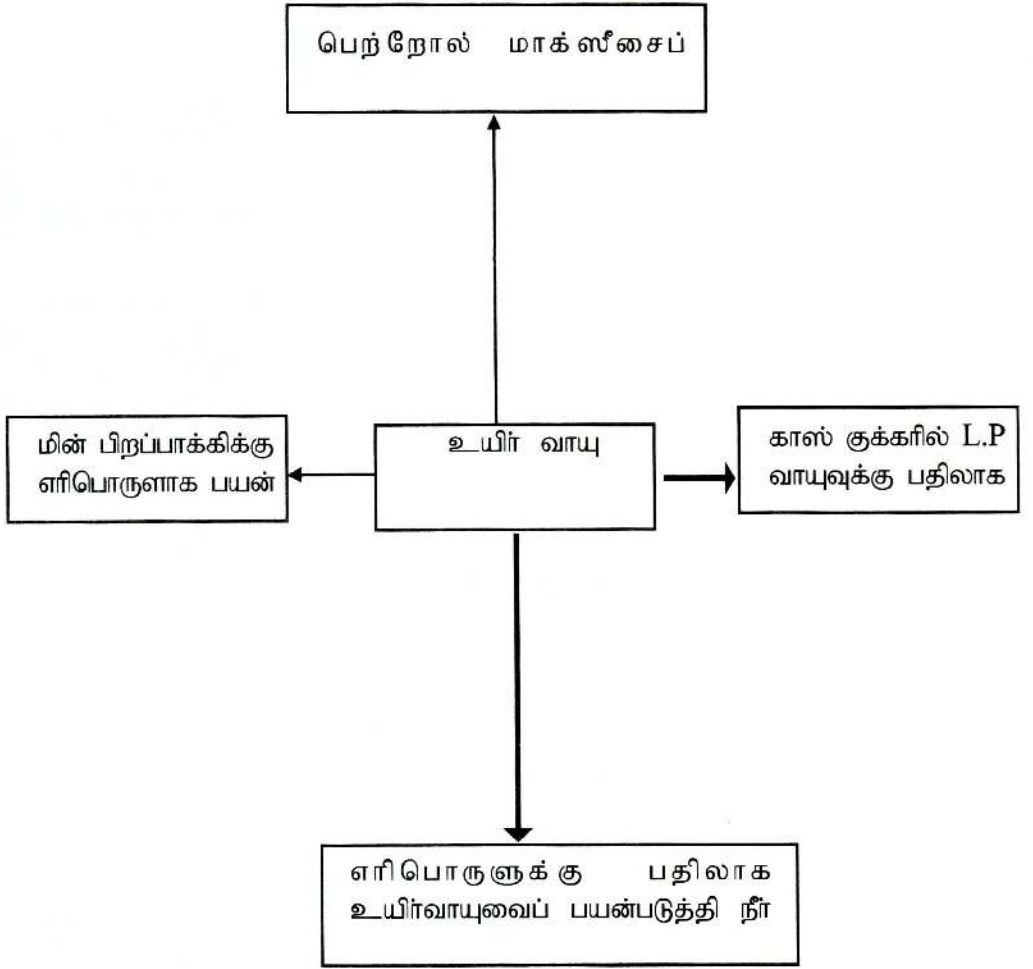 பெற்றோல் மாக்ஸீசைப்
மின் பிறப்பாக்கிக்கு
எரிபொருளாக பயன்
உயிர் வாயு
காஸ் குக்கரில் L.P
வாயுவுக்கு பதிலாக
எரிபொருளுக்கு பதிலாக
உயிர்வாயுவைப் பயன்படுத்தி நீர்